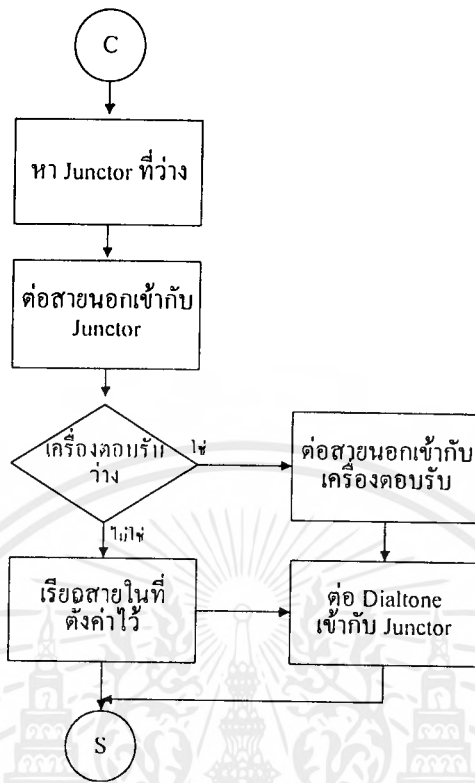 C
หา Junctor ที่ว่าง
ต่อสายนอกเข้ากับ
Junctor
เครื่องตอบรับ
ว่าง
ใช่
ต่อสายนอกเข้ากับ
เครื่องตอบรับ
ไม่ใช่
เรียกสายในที่
ตั้งค่าไว้
ต่อ Dialtone
เข้ากับ Junctor
S